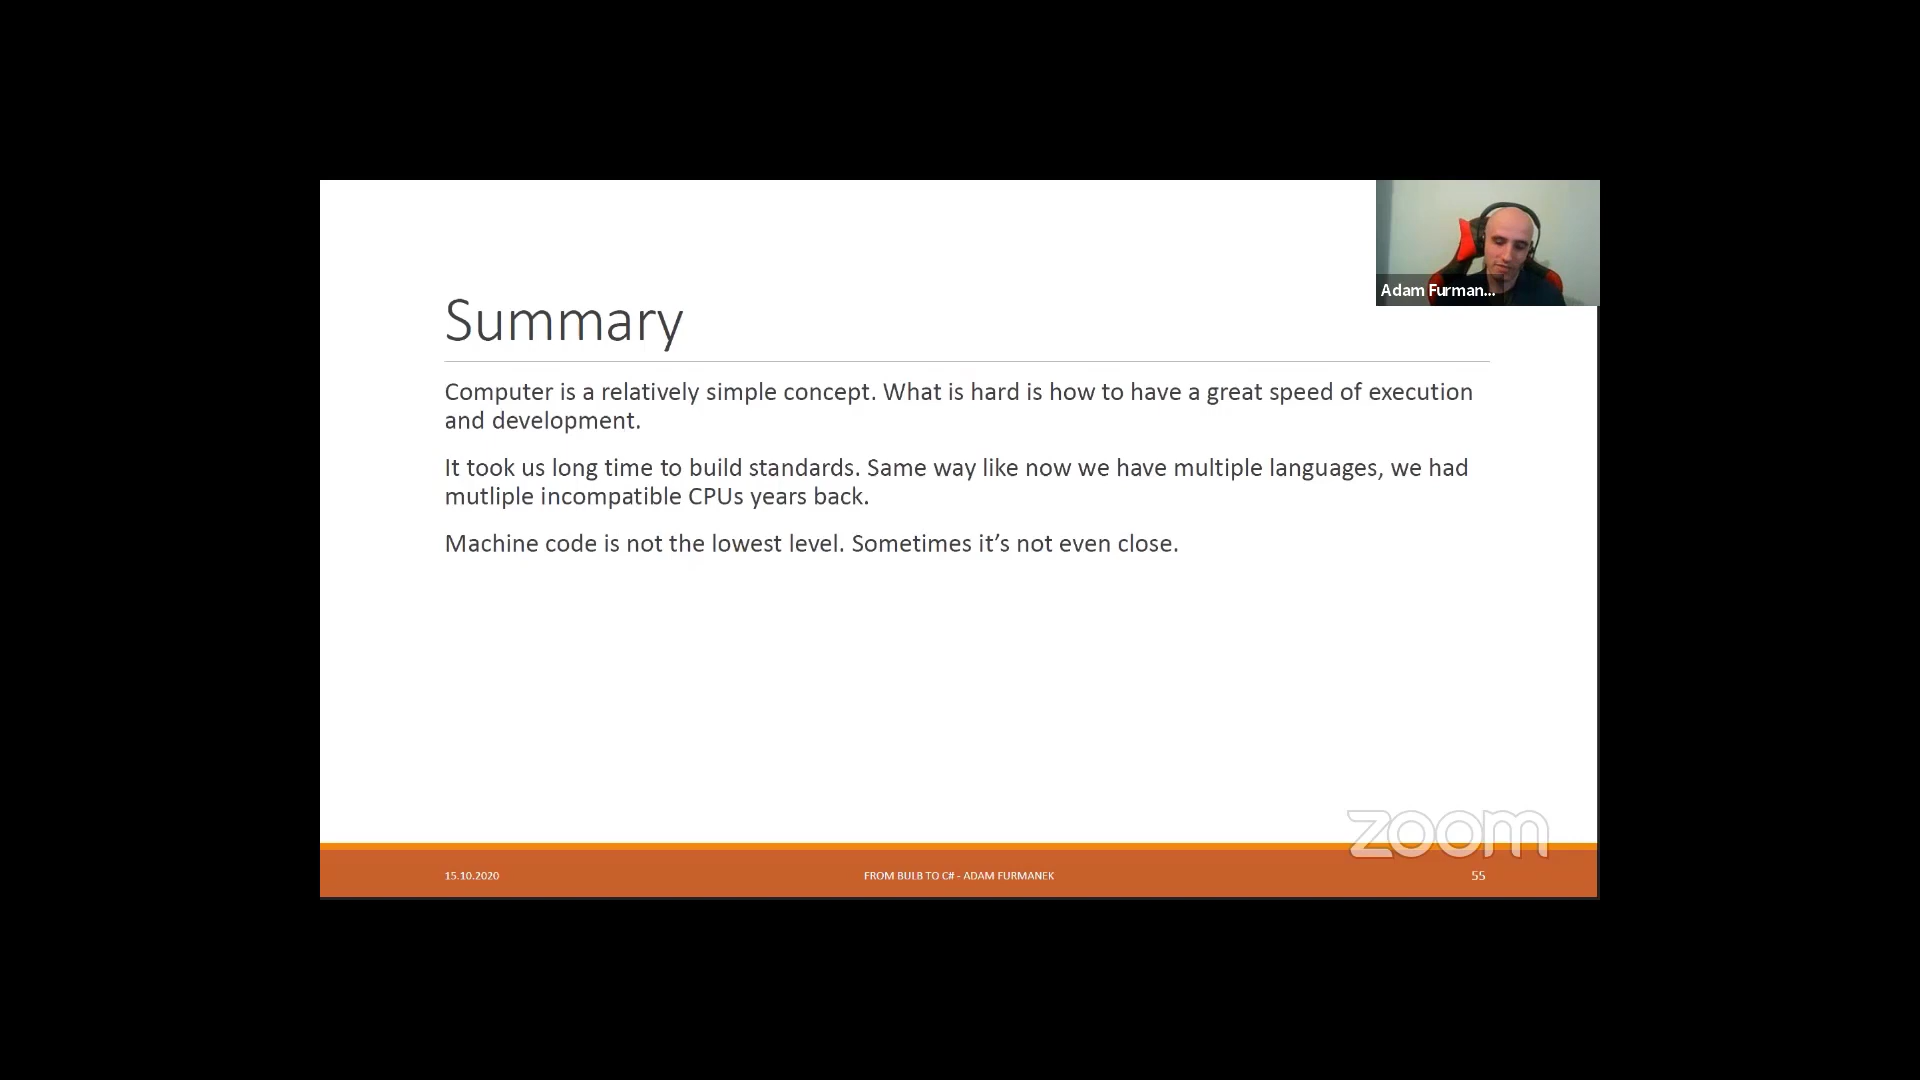 Adam Furman...
Summary
Computer is a relatively simple concept. What is hard is how to have a great speed of execution
and development.
It took us long time to build standards. Same way like now we have multiple languages, we had
mutliple incompatible CPUs years back.
Machine code is not the lowest level. Sometimes it’s not even close.
zoom
15.10.2020
FROM BULB TO C# - ADAM FURMANEK
55